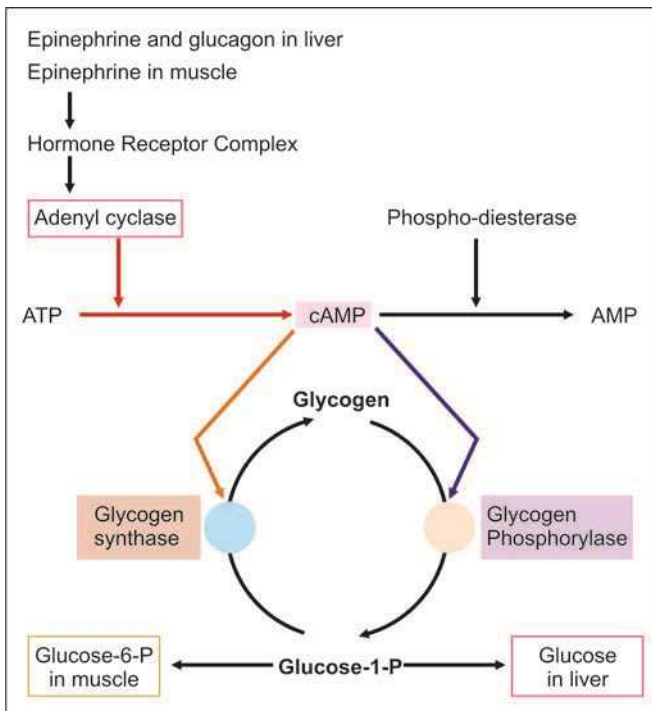 Epinephrine and glucagon in liver
Epinephrine in muscle
Hormone Receptor Complex
Adenyl cyclase
Phospho-diesterase
ATP
cAMP
AMP
Glycogen
Glycogen
synthase
Glycogen
Phosphorylase
Glucose-6-P
in muscle
Glucose-1-P
Glucose
in liver